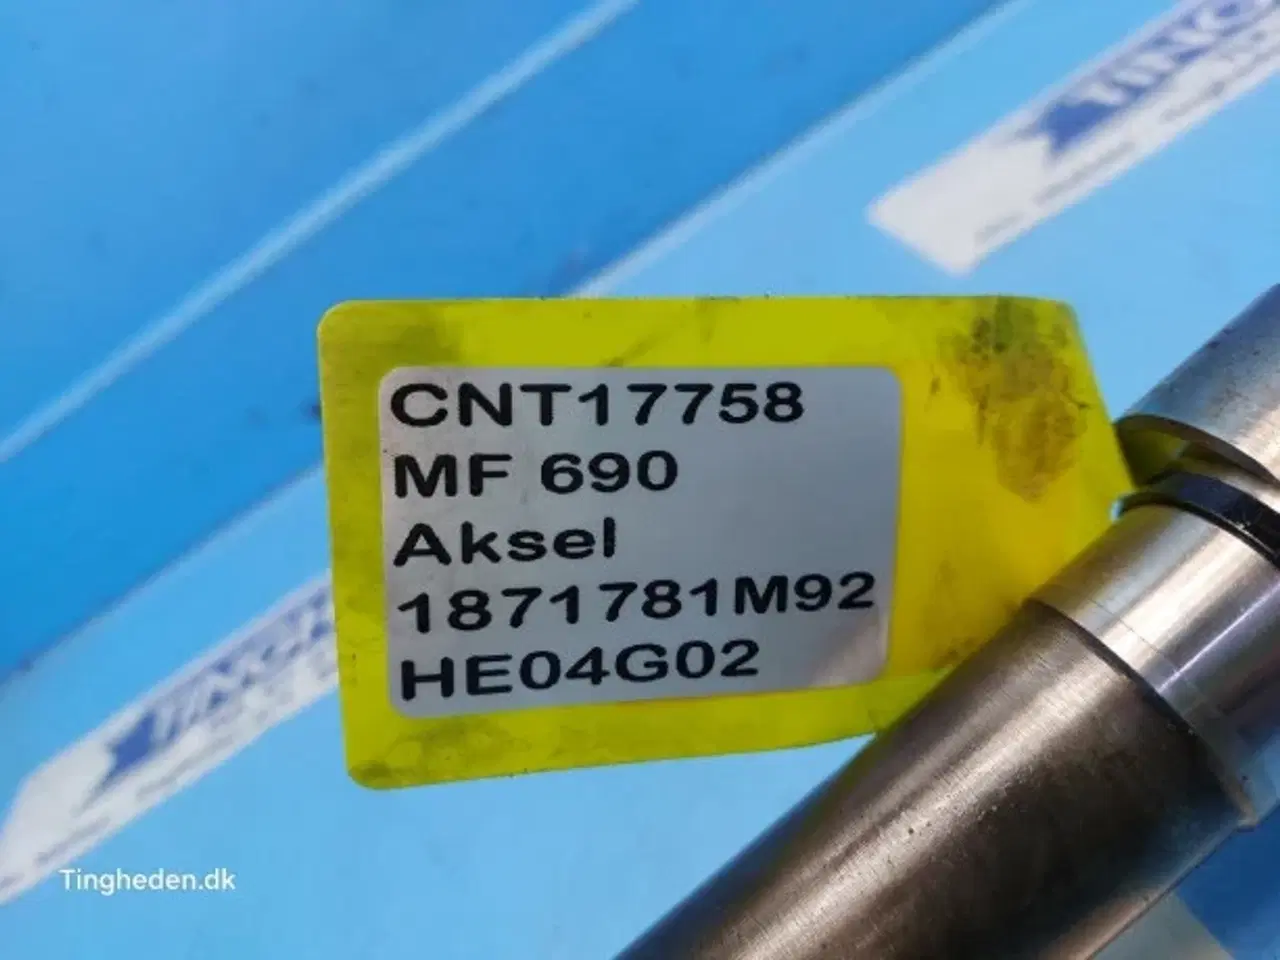 CNT17758
MF 690
Aksel
1871781M92
HE04G02
Tingheden.dk